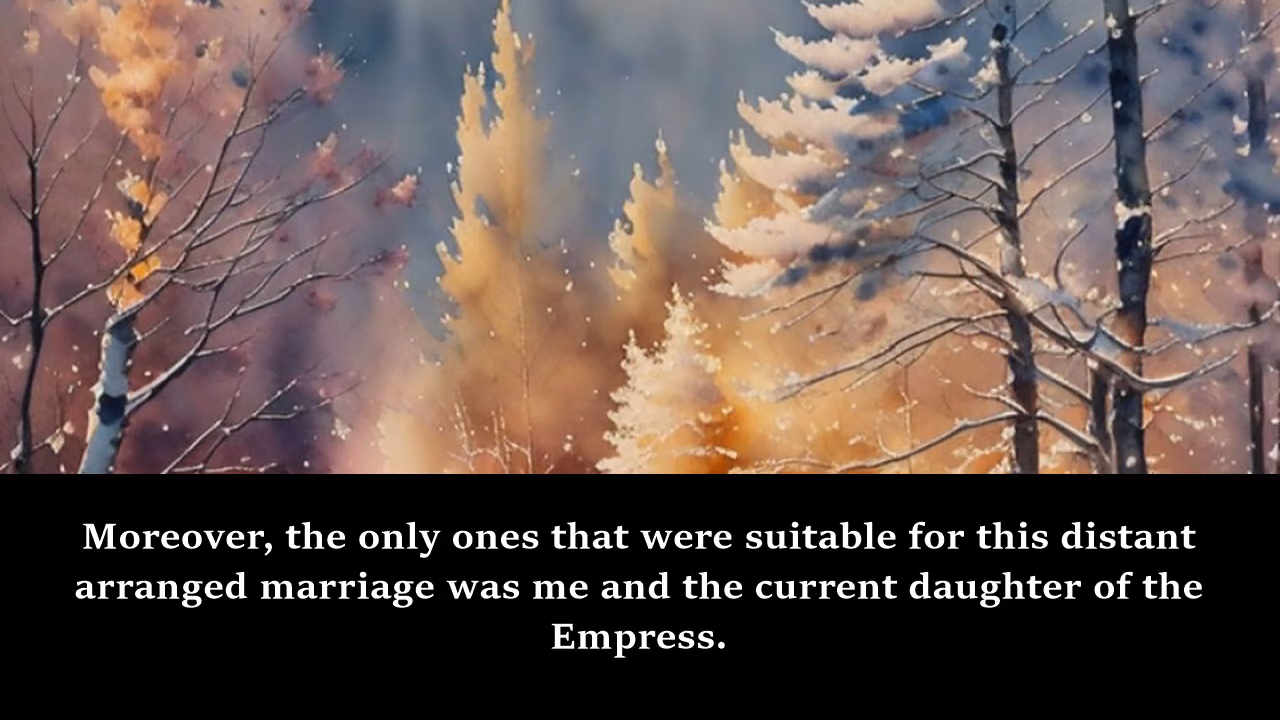 Moreover, the only ones that were suitable for this distant
arranged marriage was me and the current daughter of the
Empress.